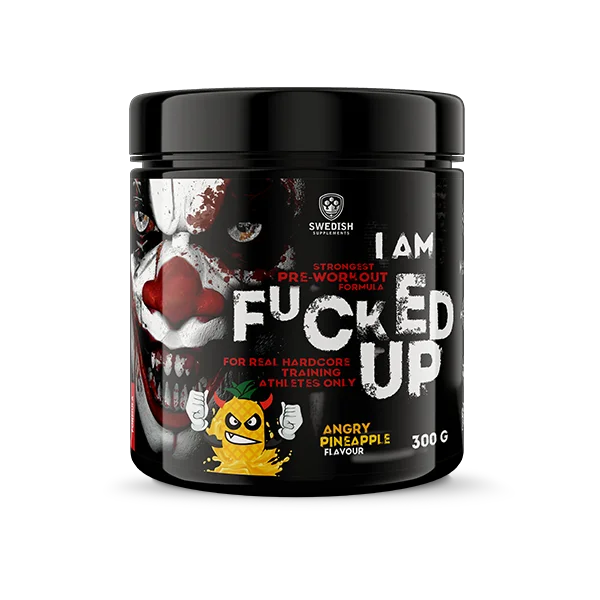 SWEDISH
SUPPLEMENTS
I AM
STRONGEST
PRE-WORKOUT
FORMULA
FUCKED
UP
FOR REAL HARDCORE
TRAINING
ATHLETES ONLY
ANGRY
PINEAPPLE
FLAVOUR
300 G